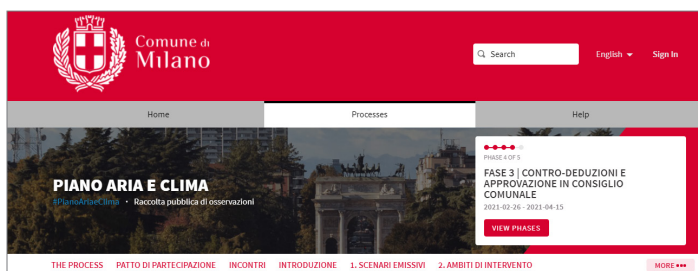 Comune di
Milano
Search
English
Sign In
Home
Processes
Help
PHASE 4 OF 5
FASE 3 | CONTRO-DEDUZIONI E
APPROVAZIONE IN CONSIGLIO
COMUNALE
2021-02-26 - 2021-04-15
VIEW PHASES
PIANO ARIA E CLIMA
#PianoAriaeClima • Raccolta pubblica di osservazioni
THE PROCESS PATTO DI PARTECIPAZIONE INCONTRI INTRODUZIONE 1. SCENARI EMISSIVI 2. AMBITI DI INTERVENTO MORE •••